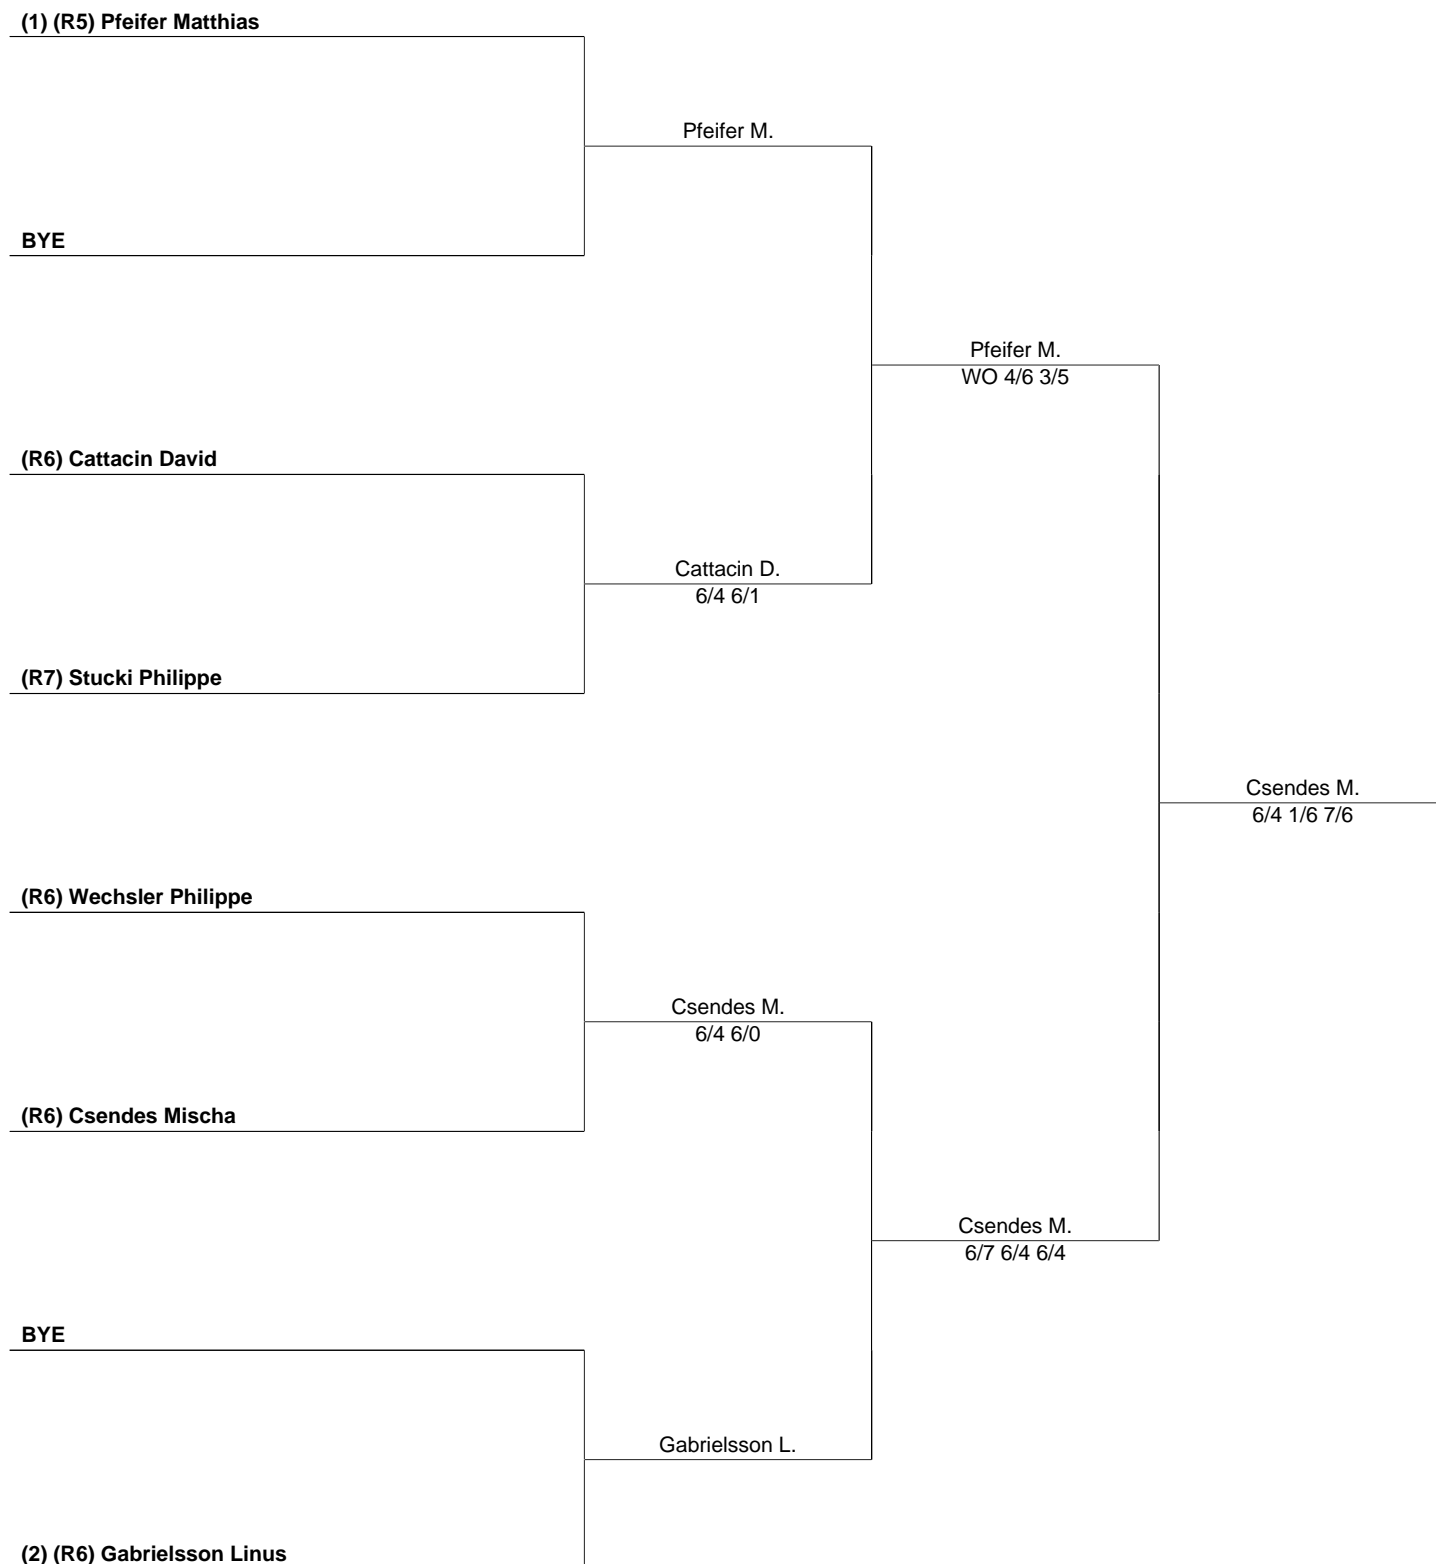 (1) (R5) Pfeifer Matthias
Pfeifer M.
BYE
Pfeifer M.
WO 4/6 3/5
(R6) Cattacin David
Cattacin D.
6/4 6/1
(R7) Stucki Philippe
Csendes M.
6/4 1/6 7/6
(R6) Wechsler Philippe
Csendes M.
6/4 6/0
(R6) Csendes Mischa
Csendes M.
6/7 6/4 6/4
BYE
Gabrielsson L.
(2) (R6) Gabrielsson Linus